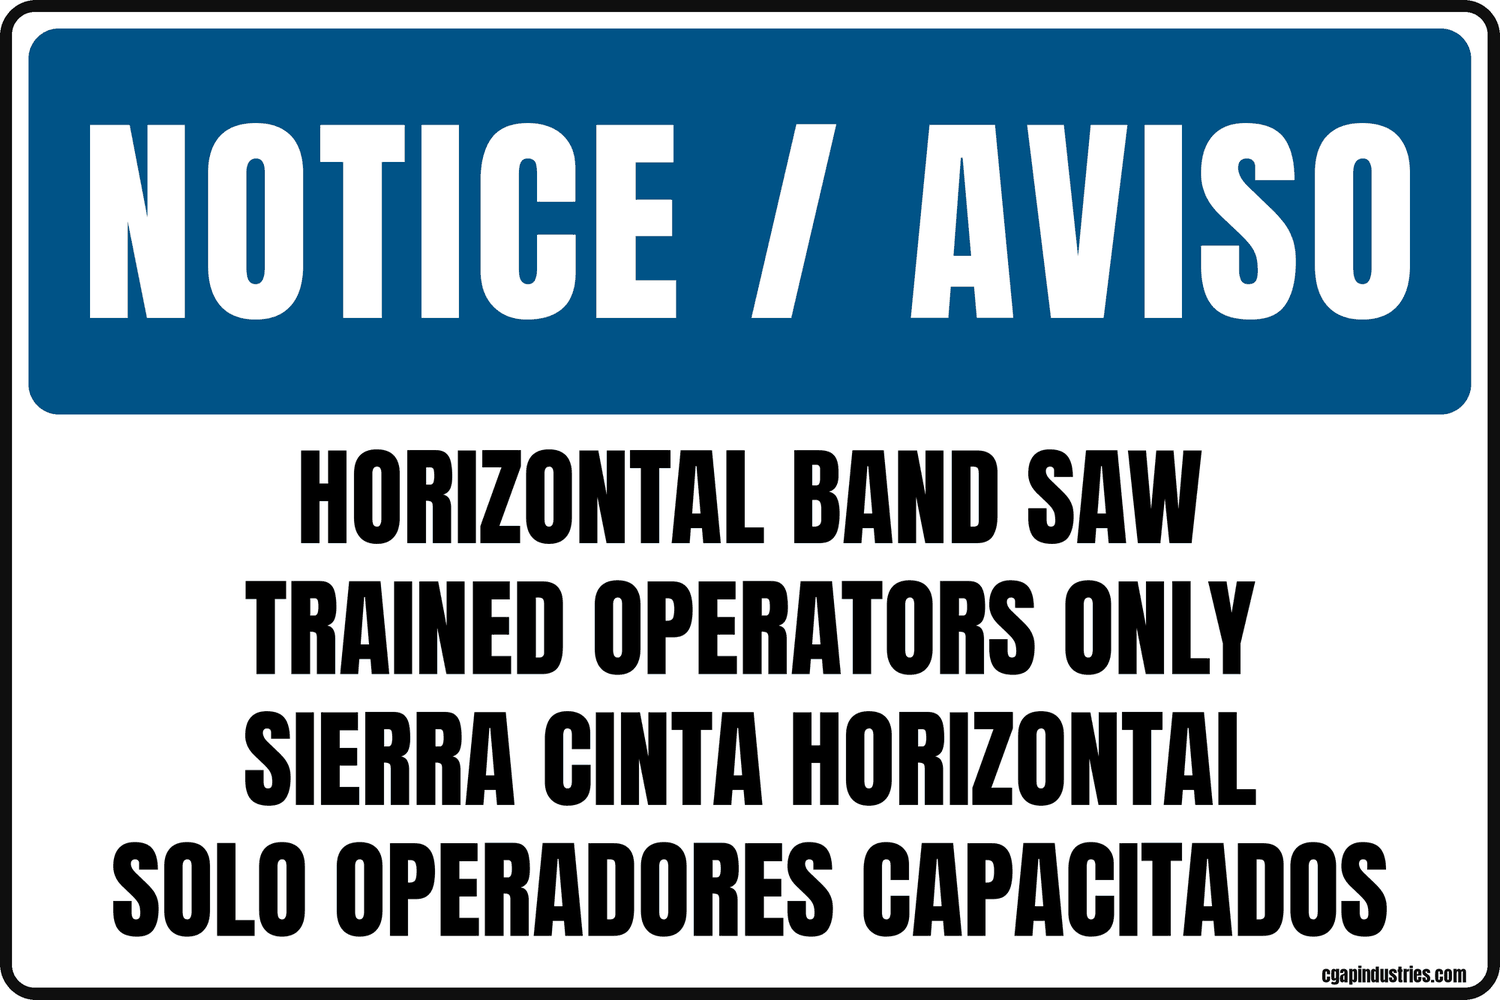 NOTICE / AVISO
HORIZONTAL BAND SAW
TRAINED OPERATORS ONLY
SIERRA CINTA HORIZONTAL
SOLO OPERADORES CAPACITADOS
cgapindustries.com